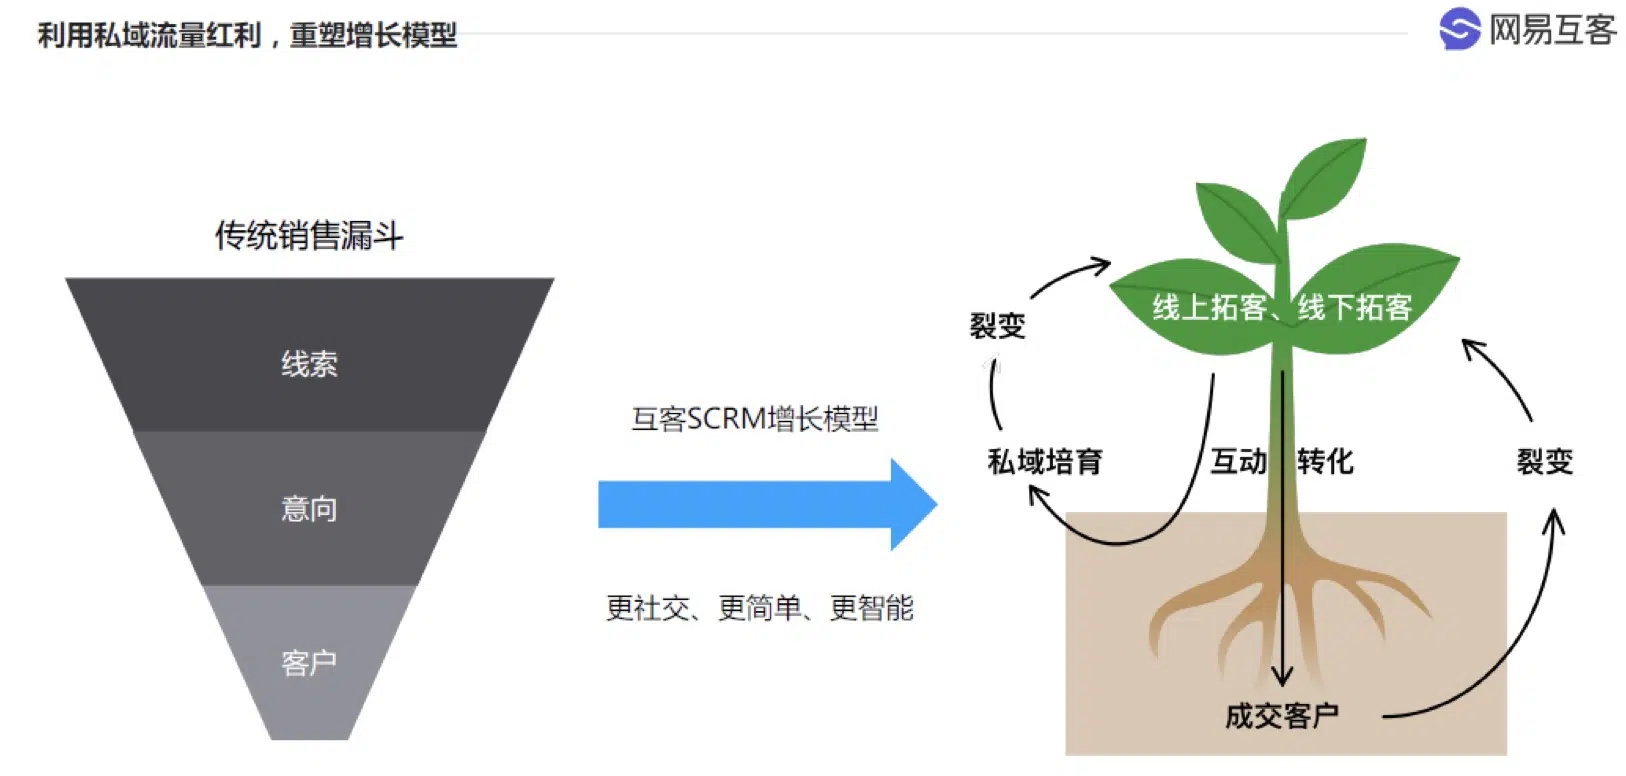 利用私域流量红利，重塑增长模型
网易互客
传统销售漏斗
线索
意向
客户
互客SCRM增长模型
更社交、更简单、更智能
线上拓客、线下拓客
裂变
私域培育
互动 转化
裂变
成交客户